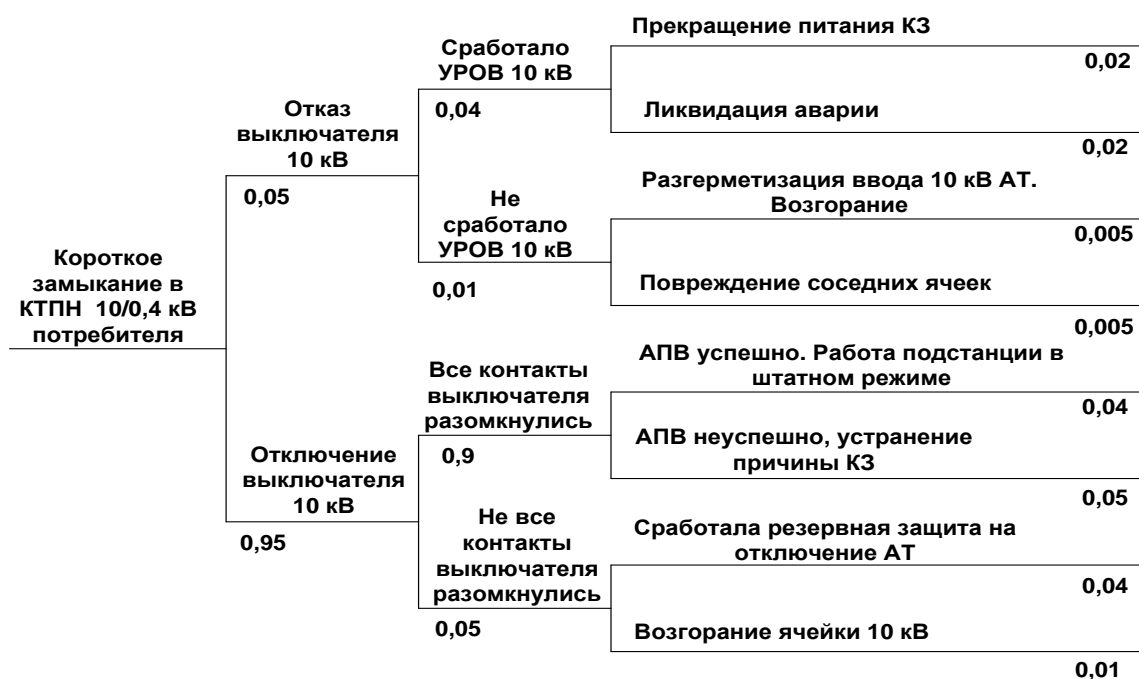 Прекращение питания КЗ
0,02
Сработало
УРОВ 10 кВ
0,04
Ликвидация аварии
0,02
Отказ
выключателя
10 кВ
0,05
Разгерметизация ввода 10 кВ АТ.
Возгорание
0,005
Не
сработало
УРОВ 10 кВ
0,01
Повреждение соседних ячеек
0,005
Короткое
замыкание в
КТПН 10/0,4 кВ
потребителя
АПВ успешно. Работа подстанции в
штатном режиме
0,04
Все контакты
выключателя
разомкнулись
0,9
АПВ неуспешно, устранение
причины КЗ
0,05
Отключение
выключателя
10 кВ
0,95
Сработала резервная защита на
отключение АТ
0,04
Не все
контакты
выключателя
разомкнулись
0,05
Возгорание ячейки 10 кВ
0,01